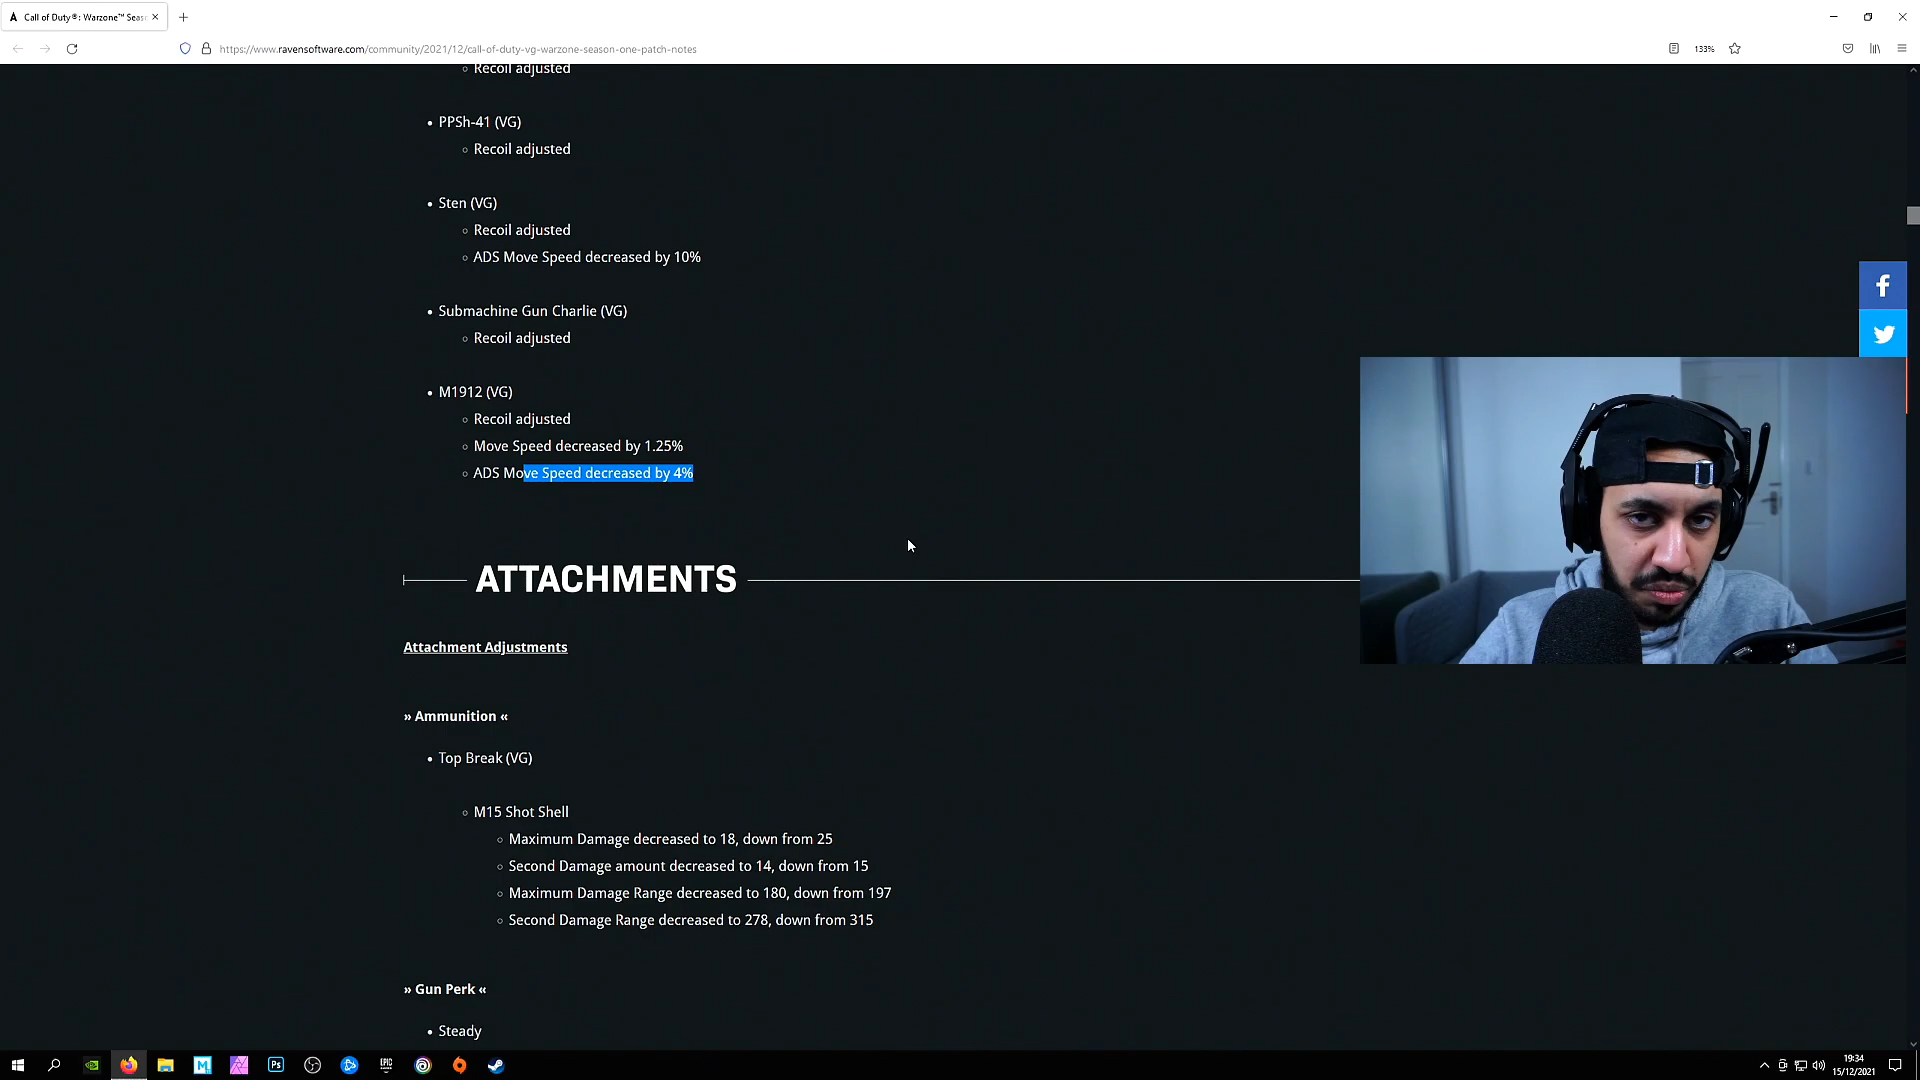 Call of Duty®: Warzone™ Seas
https://www.ravensoftware.com/community/2021/12/call-of-duty-vg-warzone-season-one-patch-notes
133%
Recoil adjusted
PPSh-41 (VG)
Recoil adjusted
Sten (VG)
Recoil adjusted
ADS Move Speed decreased by 10%
Submachine Gun Charlie (VG)
Recoil adjusted
M1912 (VG)
Recoil adjusted
Move Speed decreased by 1.25%
ADS Move Speed decreased by 4%
ATTACHMENTS
Attachment Adjustments
» Ammunition «
Top Break (VG)
M15 Shot Shell
Maximum Damage decreased to 18, down from 25
Second Damage amount decreased to 14, down from 15
Maximum Damage Range decreased to 180, down from 197
Second Damage Range decreased to 278, down from 315
» Gun Perk «
Steady
Ps
EPIC
19:34
15/12/2021